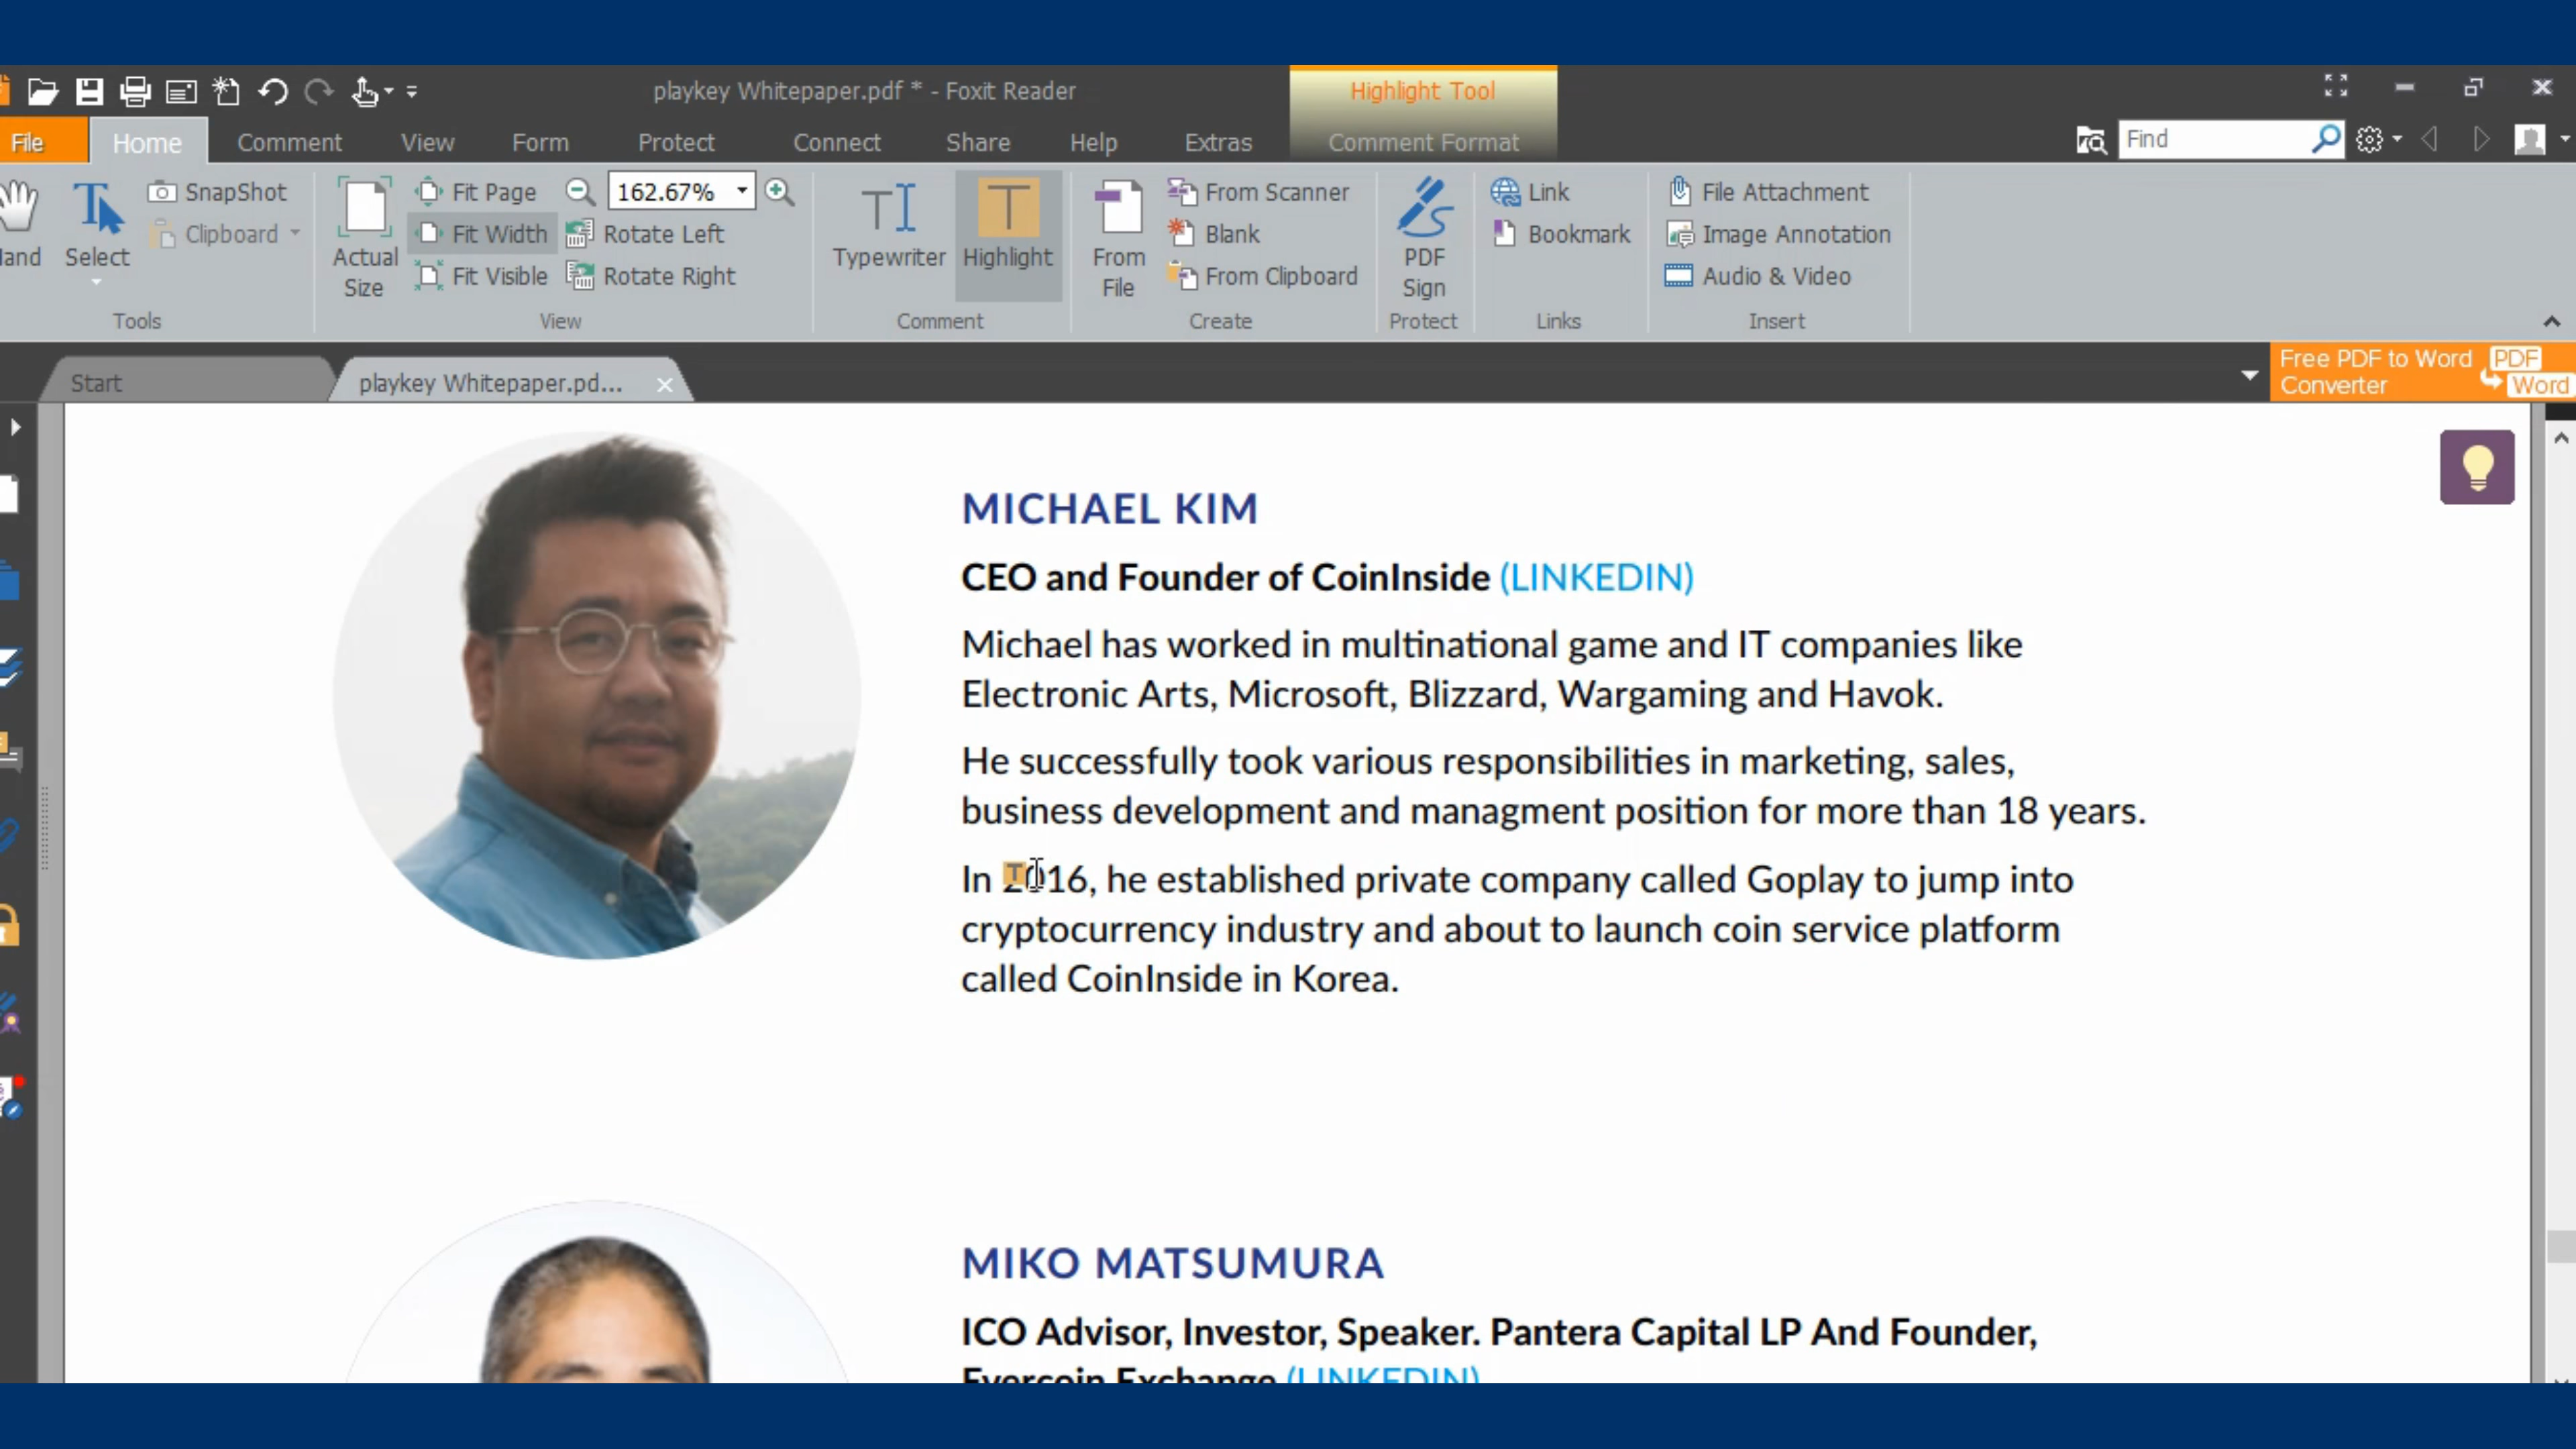 playkey Whitepaper.pdf * - Foxit Reader
Highlight Tool
File
Home
Comment
View
Form
Protect
Connect
Share
Help
Extras
Comment Format
Find
Select
SnapShot
Clipboard
Tools
Actual
Size
Fit Page
Fit Width
Fit Visible
162.67%
Rotate Left
Rotate Right
View
Typewriter
Highlight
Comment
From
File
From Scanner
Blank
From Clipboard
Create
PDF
Sign
Protect
Link
Bookmark
Links
File Attachment
Image Annotation
Audio & Video
Insert
Start
playkey Whitepaper.pd...
Free PDF to Word
Converter
PDF
Word
MICHAEL KIM
CEO and Founder of CoinInside (LINKEDIN)
Michael has worked in multinational game and IT companies like
Electronic Arts, Microsoft, Blizzard, Wargaming and Havok.
He successfully took various responsibilities in marketing, sales,
business development and managment position for more than 18 years.
In 2016, he established private company called Goplay to jump into
cryptocurrency industry and about to launch coin service platform
called CoinInside in Korea.
MIKO MATSUMURA
ICO Advisor, Investor, Speaker. Pantera Capital LP And Founder,
Evercoin Exchange (LINKEDIN)